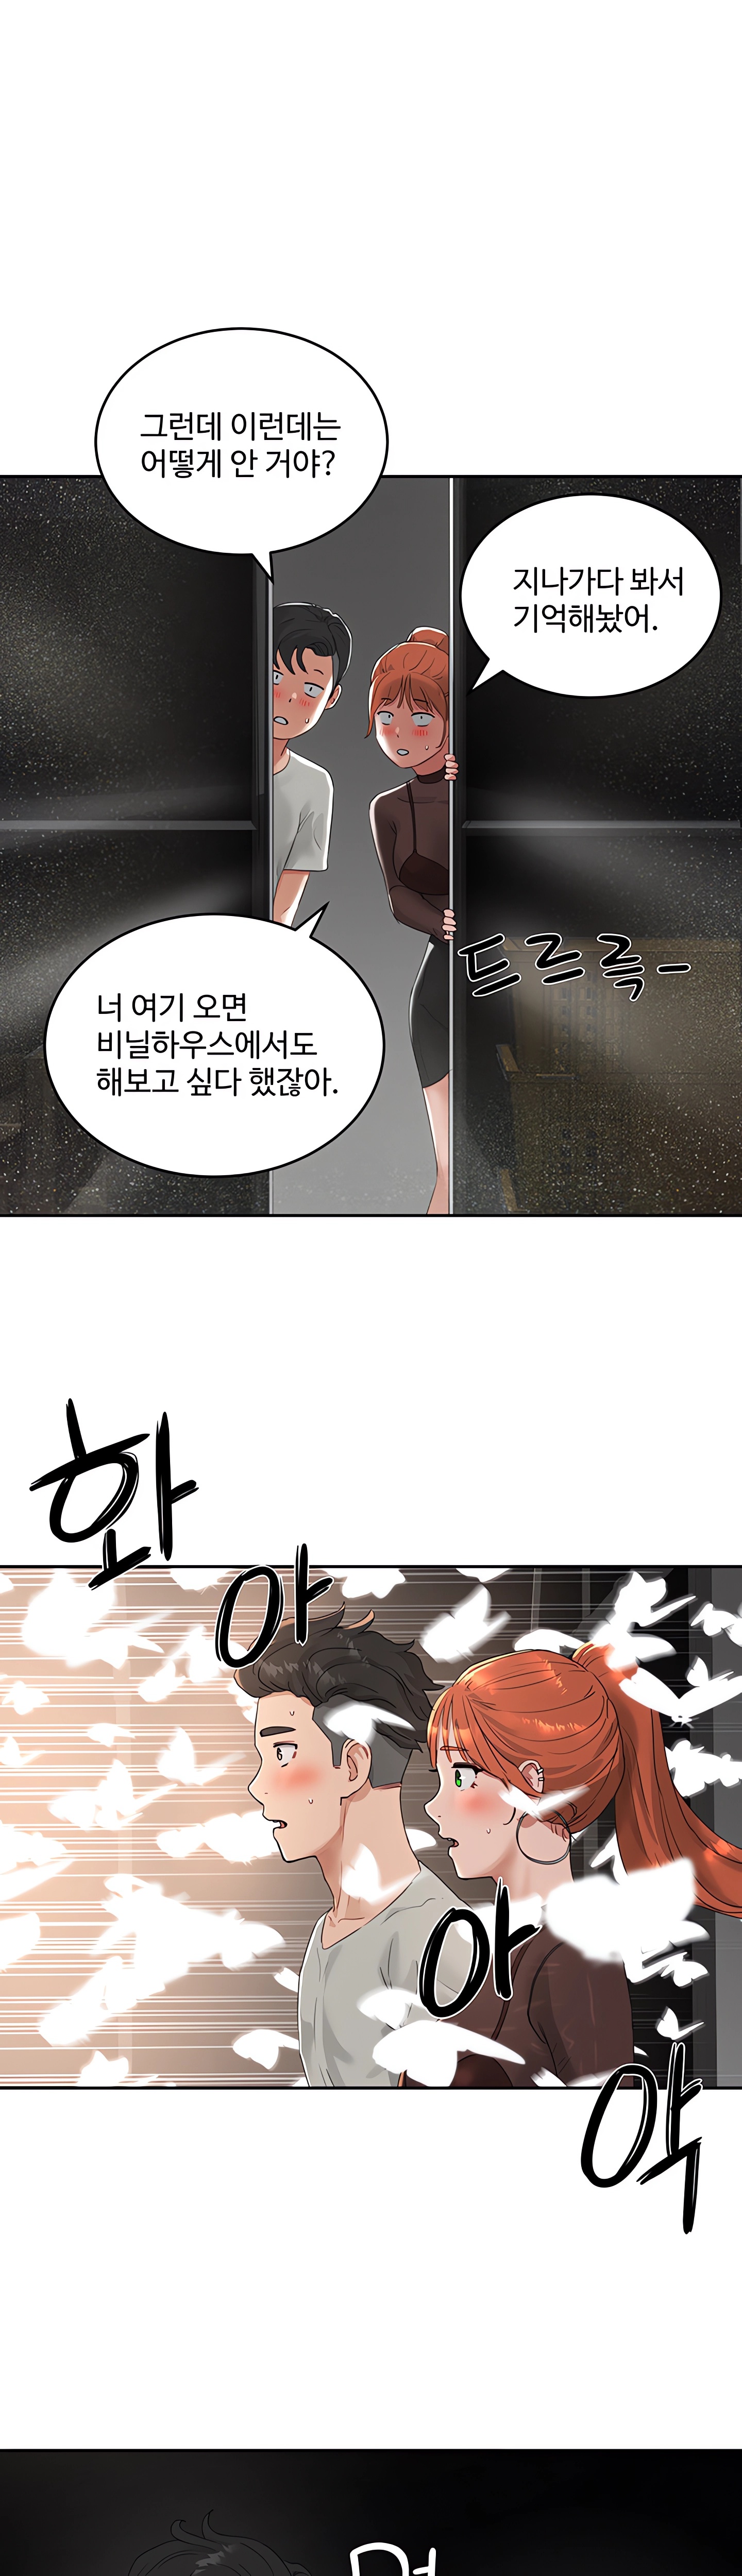 그런데 이런데는
어떻게 안 거야?
지나가다 봐서
기억해놨어.
드르륵-
너 여기 오면
비닐하우스에서도
해보고 싶다 했잖아.
화
아
아
악